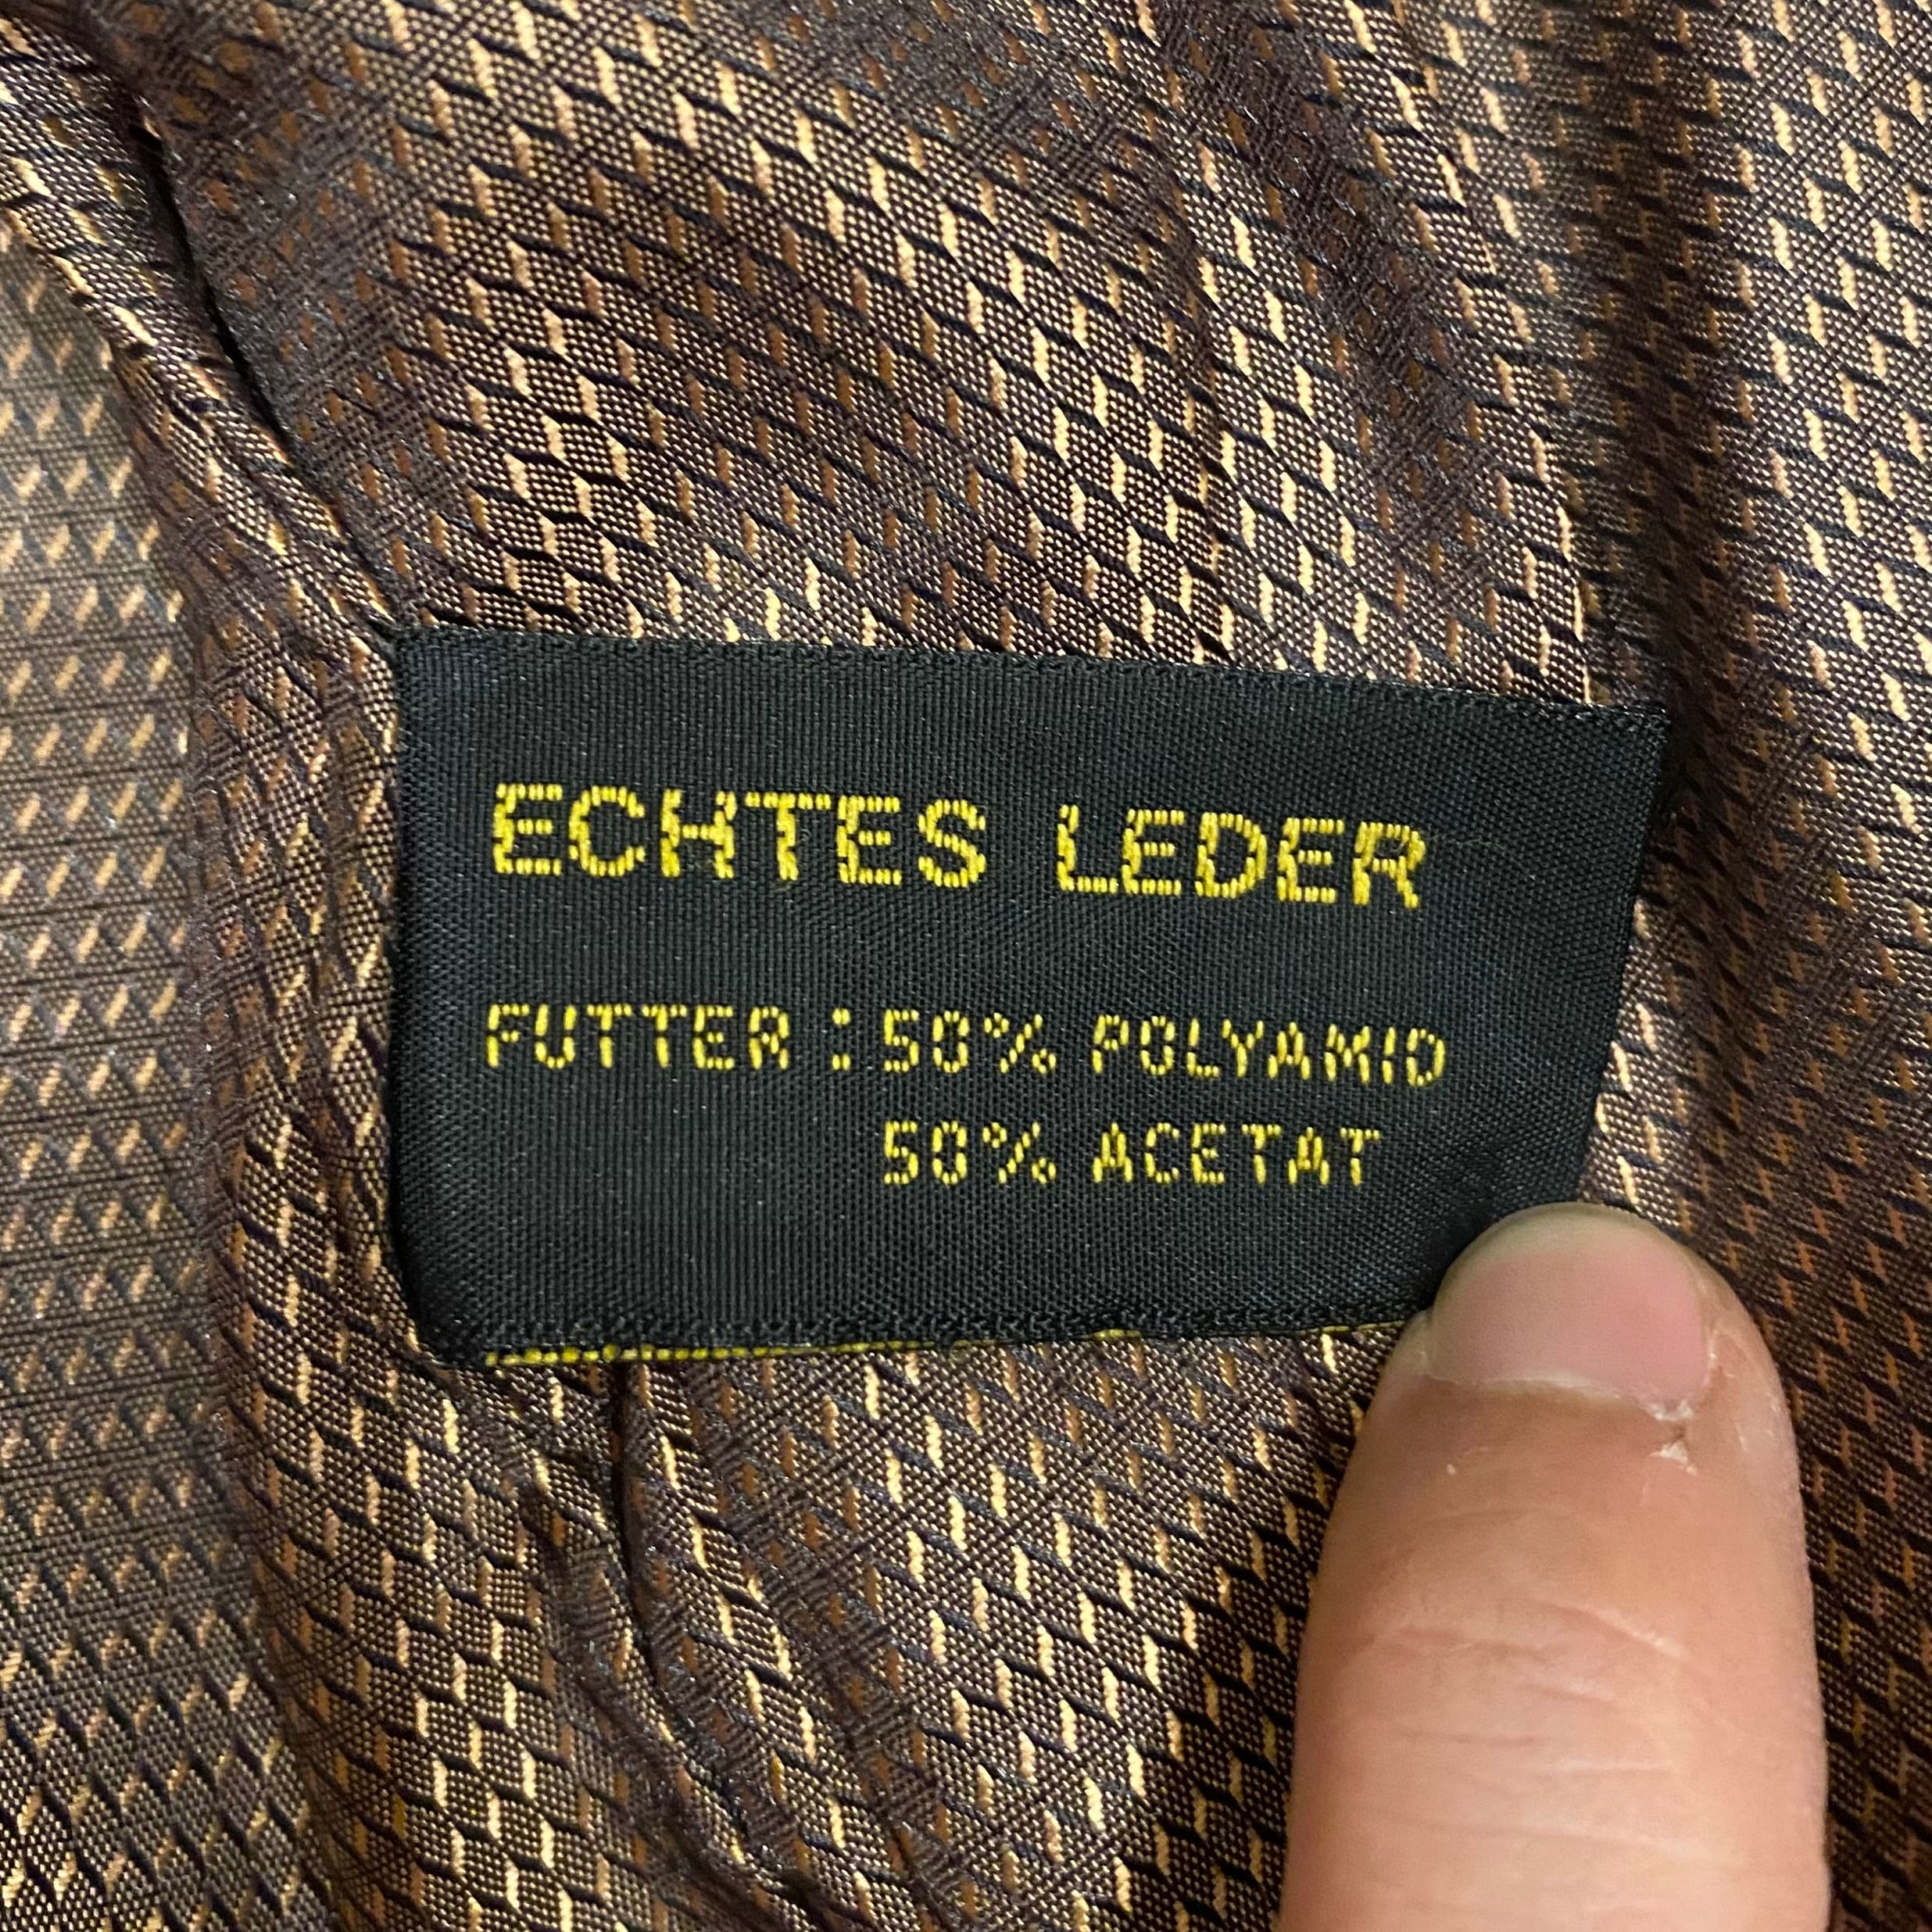 ECHTES LEDER
FUTTER : 50% POLYAMID
50% ACETAT